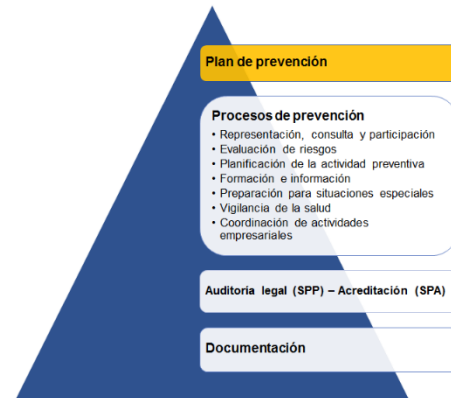 Plan de prevención
Procesos de prevención
• Representación, consulta y participación
• Evaluación de riesgos
• Planificación de la actividad preventiva
• Formación e información
• Preparación para situaciones especiales
• Vigilancia de la salud
• Coordinación de actividades
empresariales
Auditoria legal (SPP) – Acreditación (SPA)
Documentación